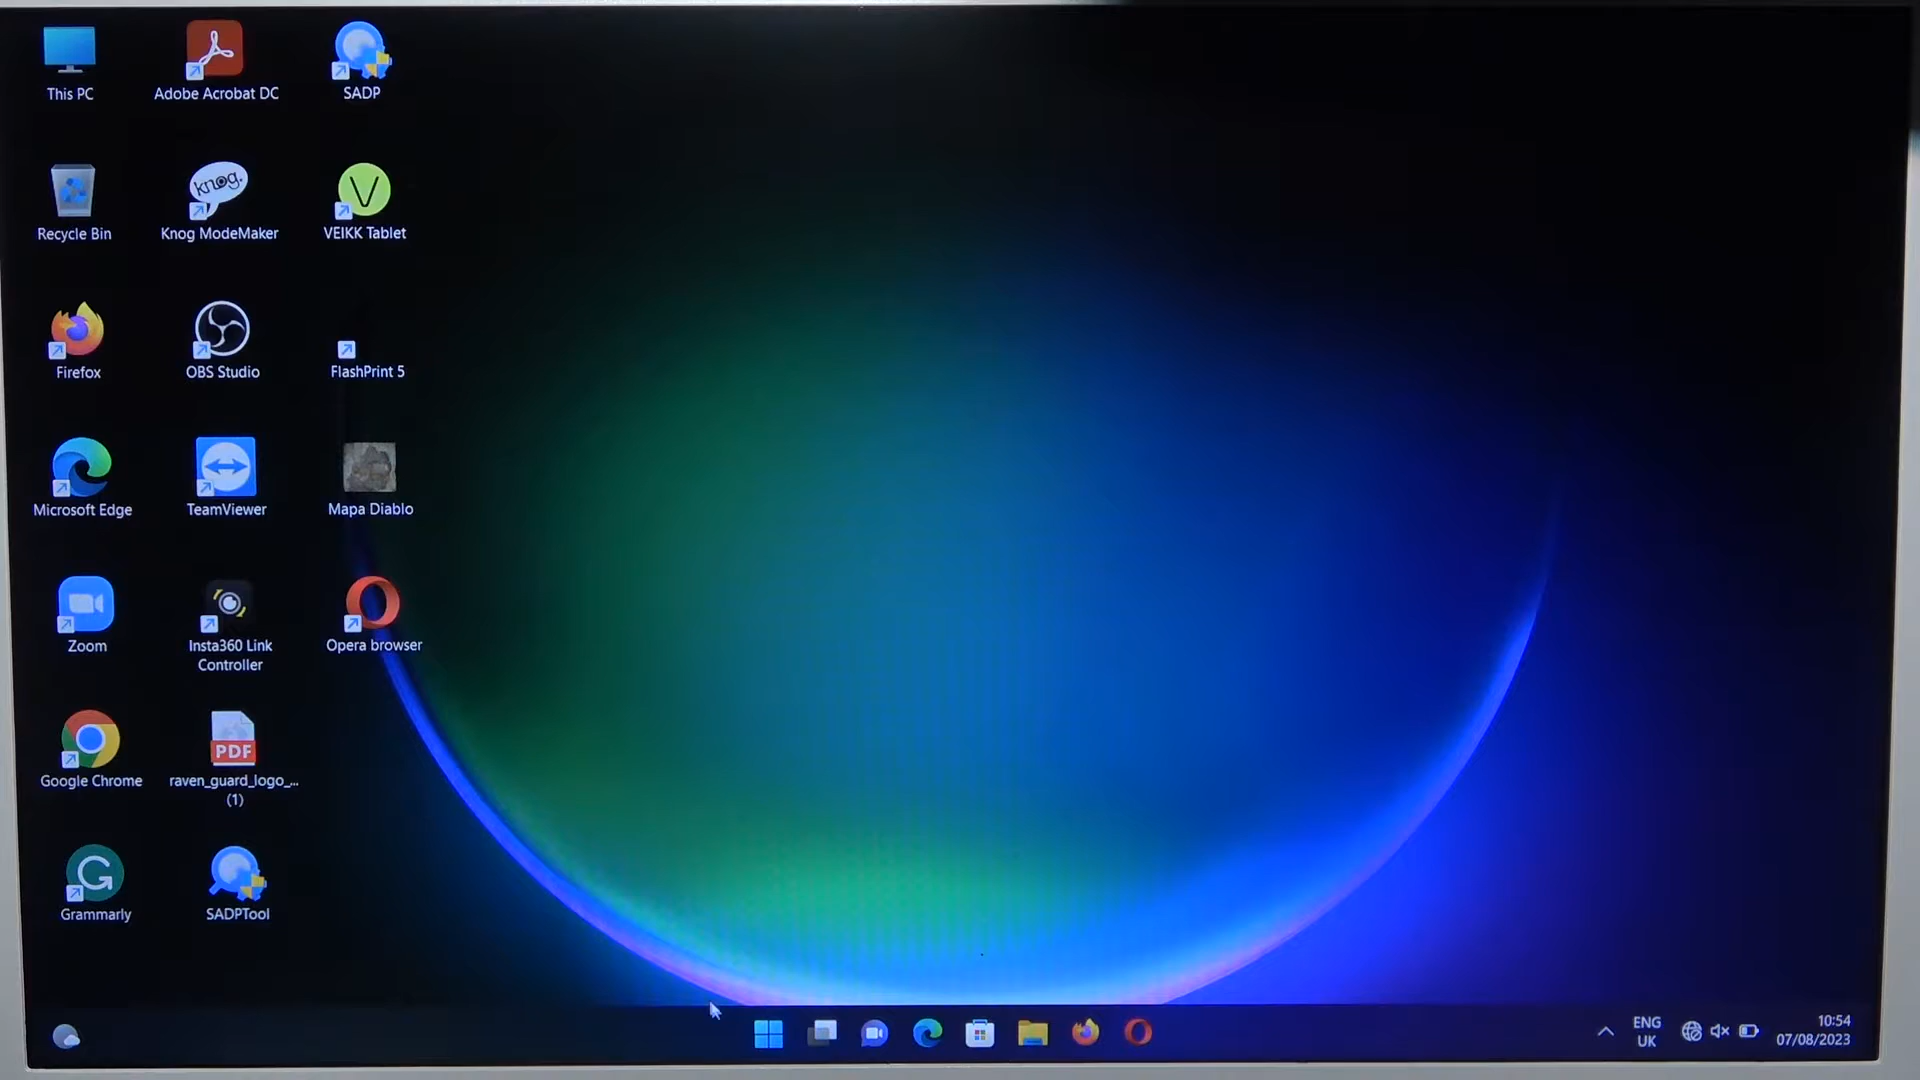 This PC
Adobe Acrobat DC
SADP
Recycle Bin
knog.
Knog ModeMaker
V
VEIKK Tablet
Firefox
OBS Studio
FlashPrint 5
Microsoft Edge
TeamViewer
Mapa Diablo
Zoom
Insta360 Link
Controller
Opera browser
Google Chrome
PDF
raven_guard_logo_...
(1)
G
Grammarly
SADPTool
ENG
UK
10:54
07/08/2023